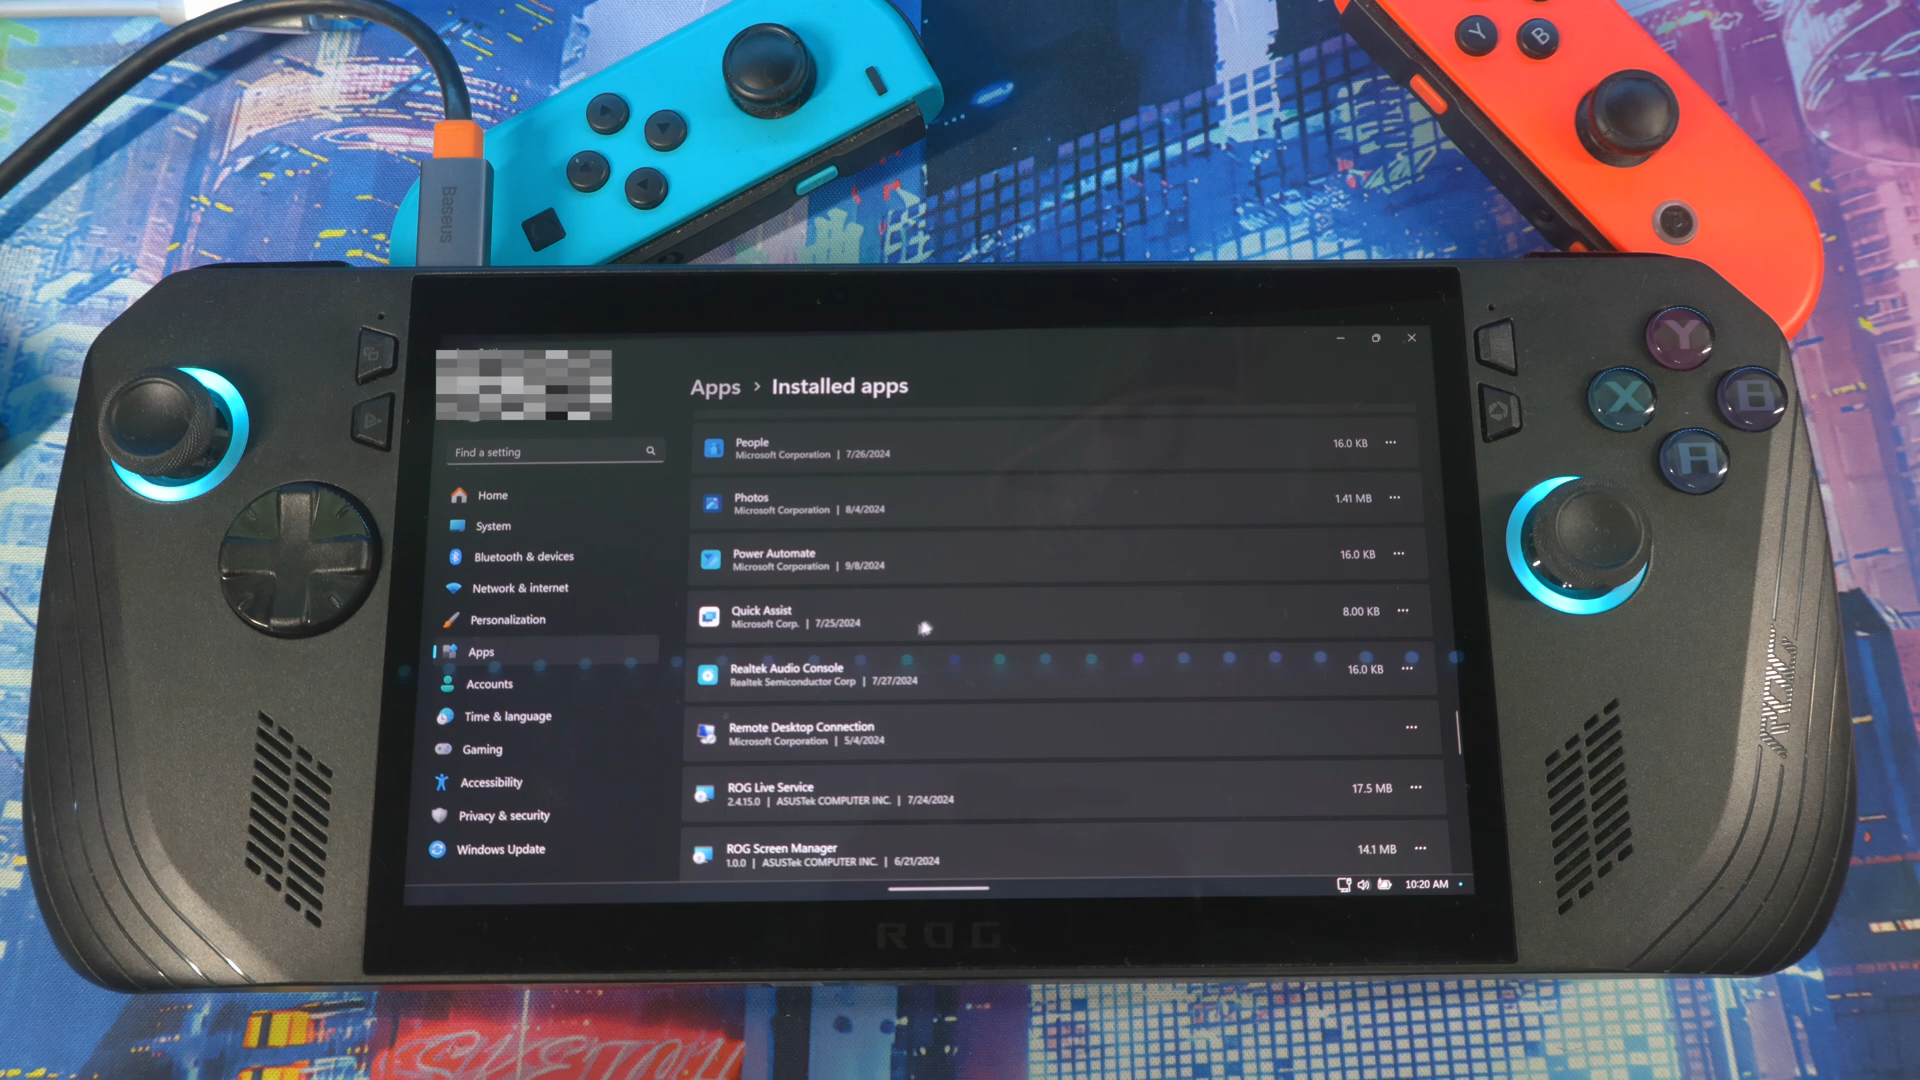 Y
B
Baseus
Apps > Installed apps
Find a setting
Home
System
Bluetooth & devices
Network & internet
Personalization
Apps
Accounts
Time & language
Gaming
Accessibility
Privacy & security
Windows Update
People
Microsoft Corporation | 7/26/2024
16.0 KB
Photos
Microsoft Corporation | 8/4/2024
1.41 MB
Power Automate
Microsoft Corporation | 9/8/2024
16.0 KB
Quick Assist
Microsoft Corp. | 7/25/2024
8.00 KB
Realtek Audio Console
Realtek Semiconductor Corp | 7/27/2024
16.0 KB
Remote Desktop Connection
Microsoft Corporation | 5/4/2024
ROG Live Service
2.4.15.0 | ASUSTek COMPUTER INC. | 7/24/2024
17.5 MB
ROG Screen Manager
1.0.0 | ASUSTek COMPUTER INC. | 6/21/2024
14.1 MB
10:20 AM
Y
X
B
A
ROG